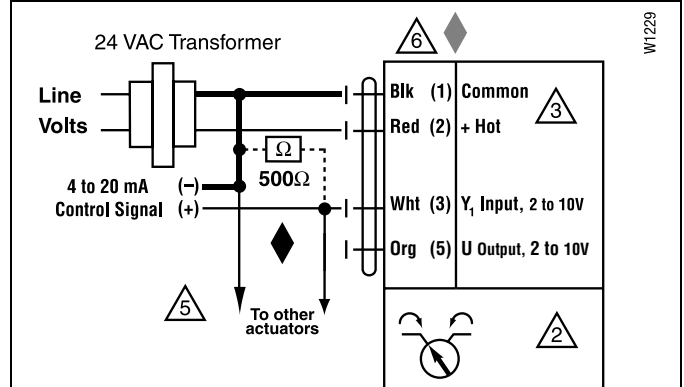 W1229
24 VAC Transformer
6
Line
Volts
Blk (1) Common
3
Red (2) + Hot
Ω
500Ω
4 to 20 mA (–)
Control Signal (+)
Wht (3) Y₁ Input, 2 to 10V
Org (5) U Output, 2 to 10V
5
To other
actuators
2